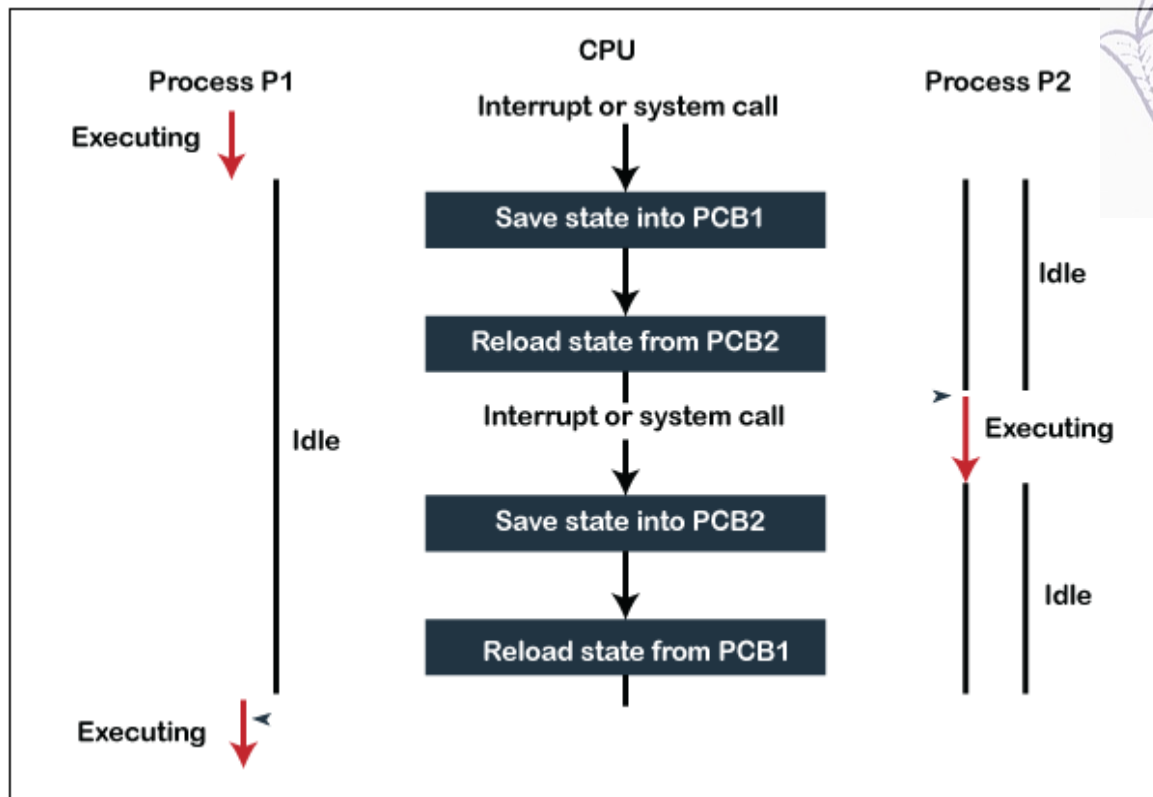 CPU
Process P1
Process P2
Interrupt or system call
Executing
Save state into PCB1
Idle
Reload state from PCB2
Interrupt or system call
Executing
Idle
Save state into PCB2
Idle
Reload state from PCB1
Executing